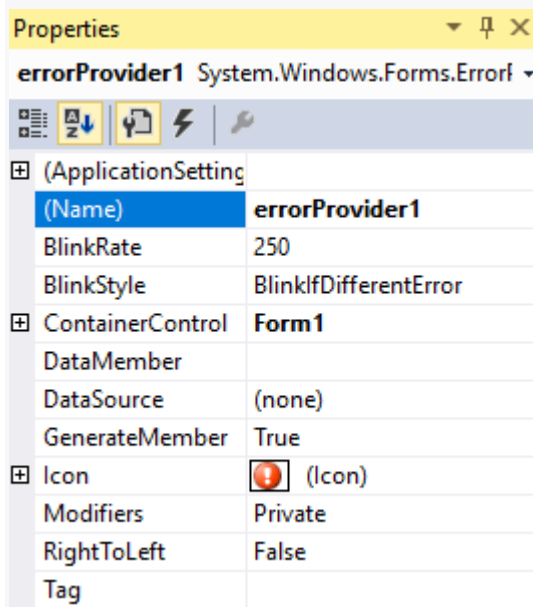 Properties
errorProvider1 System.Windows.Forms.ErrorF
(ApplicationSetting
(Name) errorProvider1
BlinkRate 250
BlinkStyle BlinkIfDifferentError
ContainerControl Form1
DataMember
DataSource (none)
GenerateMember True
Icon (Icon)
Modifiers Private
RightToLeft False
Tag